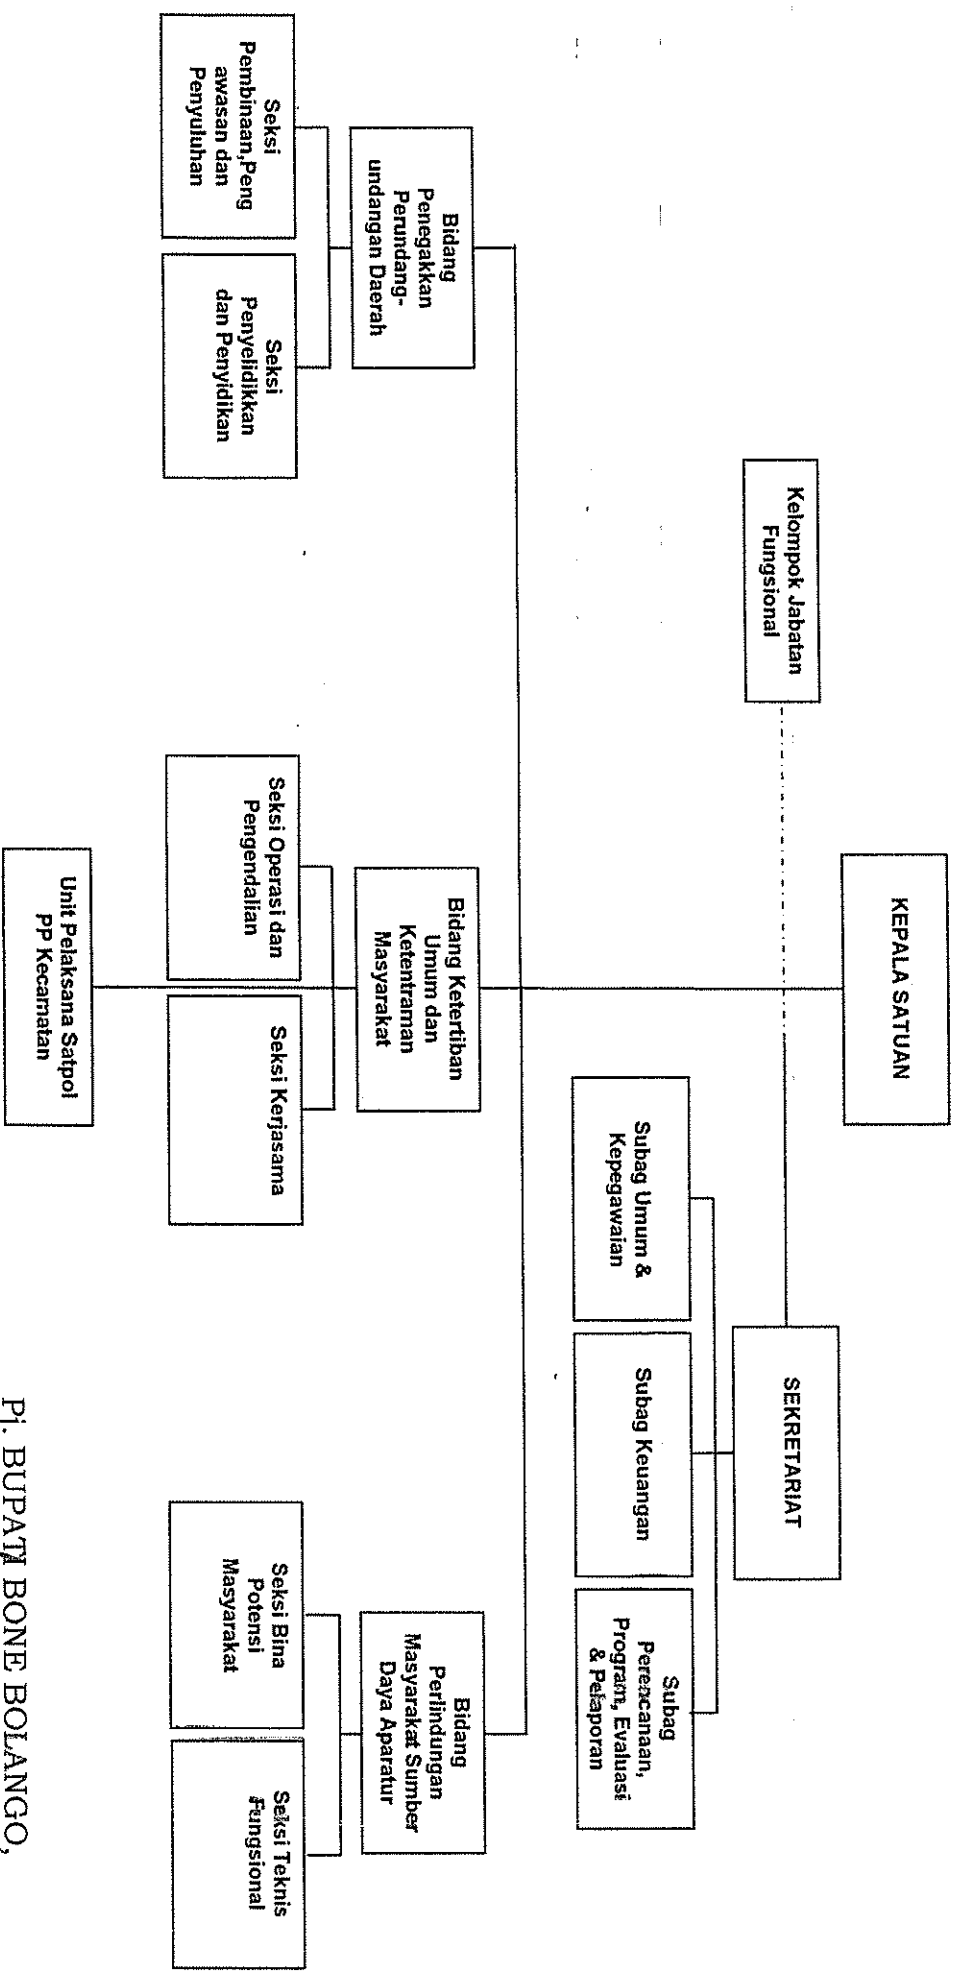 KEPALA SATUAN
Kelompok Jabatan
Fungsional
SEKRETARIAT
Subag Umum &
Kepegawaian
Subag Keuangan
Subag
Perencanaan,
Program, Evaluasi
& Pelaporan
Bidang
Penegakkan
Perundang-
undangan Daerah
Bidang Ketertiban
Umum dan
Ketentraman
Masyarakat
Bidang
Perlindungan
Masyarakat Sumber
Daya Aparatur
Seksi
Pembinaan,Peng
awasan dan
Penyuluhan
Seksi
Penyelidikkan
dan Penyidikan
Seksi Operasi dan
Pengendalian
Seksi Kerjasama
Seksi Bina
Potensi
Masyarakat
Seksi Teknis
Fungsional
Unit Pelaksana Satpol
PP Kecamatan
Pj. BUPATI BONE BOLANGO,